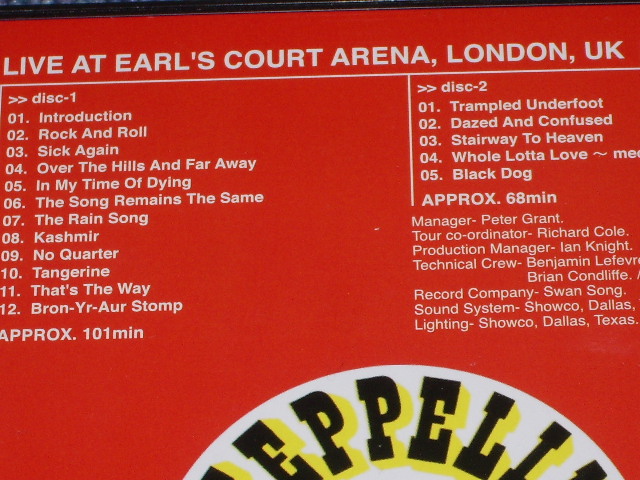 LIVE AT EARL'S COURT ARENA, LONDON, UK
>> disc-1
01. Introduction
02. Rock And Roll
03. Sick Again
04. Over The Hills And Far Away
05. In My Time Of Dying
06. The Song Remains The Same
07. The Rain Song
08. Kashmir
09. No Quarter
10. Tangerine
11. That's The Way
12. Bron-Yr-Aur Stomp
APPROX. 101min
>> disc-2
01. Trampled Underfoot
02. Dazed And Confused
03. Stairway To Heaven
04. Whole Lotta Love ～
05. Black Dog
APPROX. 68min
Manager- Peter Grant.
Tour co-ordinator- Richard Cole.
Production Manager- Ian Knight.
Technical Crew- Benjamin Lefevre
Brian Condliffe.
Record Company- Swan Song.
Sound System- Showco, Dallas,
Lighting- Showco, Dallas, Texas.
ZEPPELIN